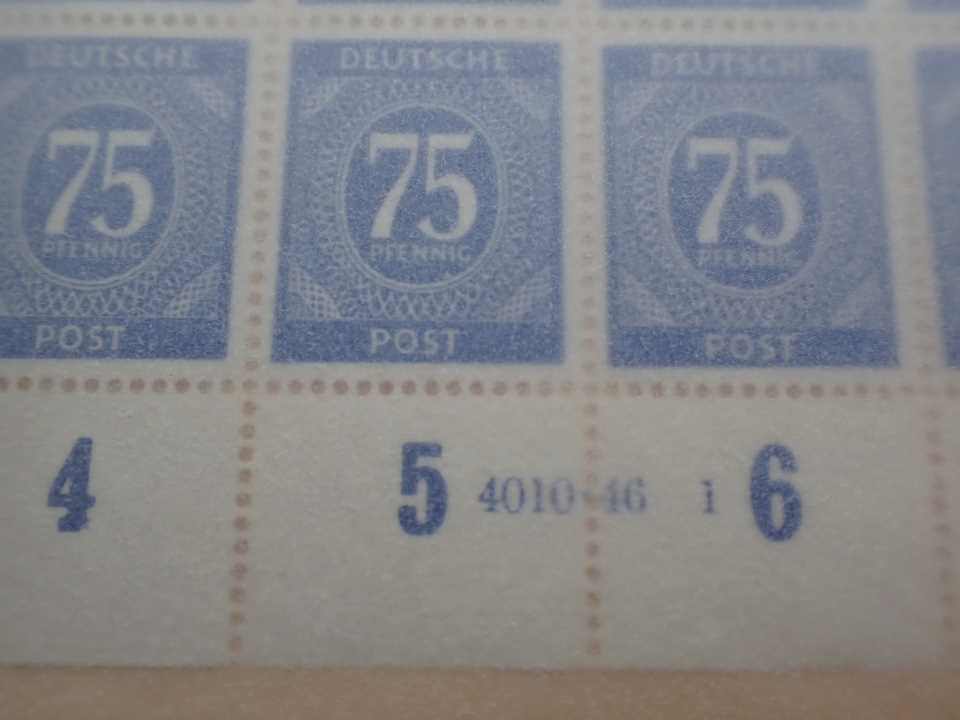 DEUTSCHE DEUTSCHE DEUTSCHE
75 75 75
PFENNIG PFENNIG PFENNIG
POST POST POST
4 5 4010 46 1 6